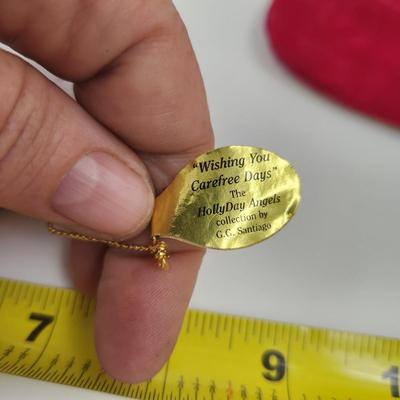 "Wishing You
Carefree Days"
The
HollyDay Angels
collection by
G.G. Santiago
7
9